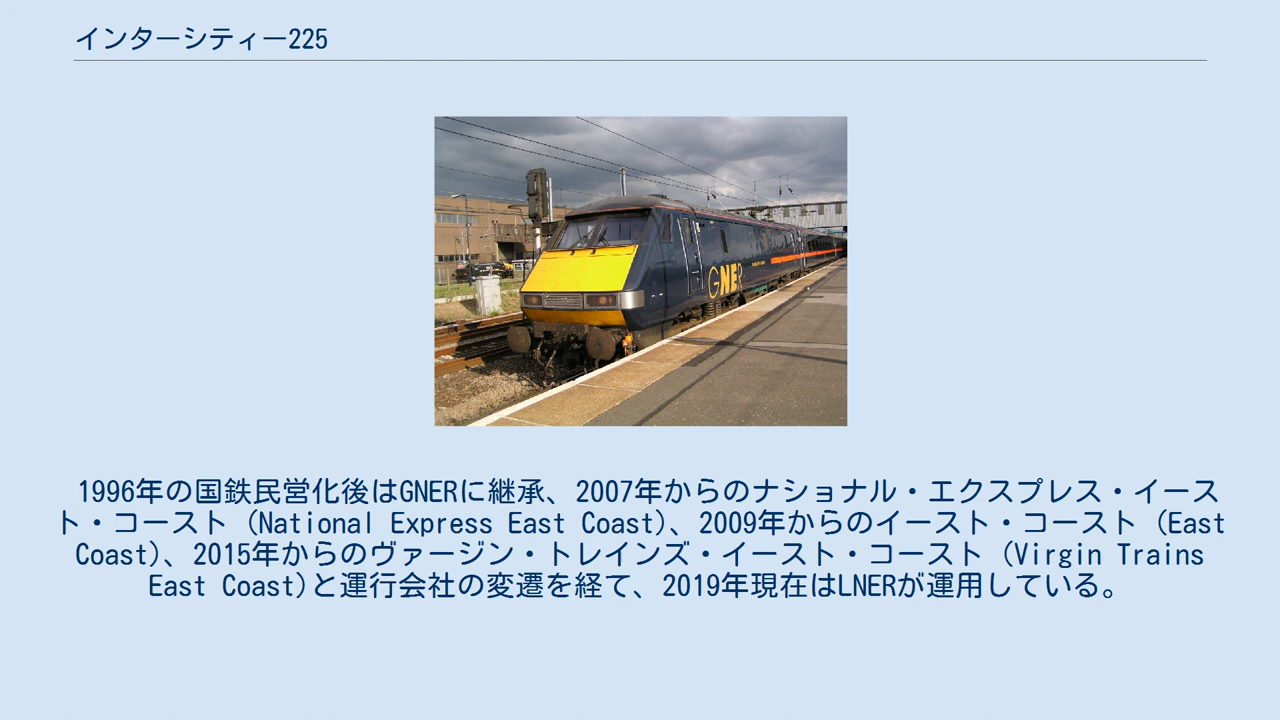 インターシティー225
GNER
1996年の国鉄民営化後はGNERに継承、2007年からのナショナル・エクスプレス・イース
ト・コースト (National Express East Coast)、2009年からのイースト・コースト (East
Coast)、2015年からのヴァージン・トレインズ・イースト・コースト (Virgin Trains
East Coast)と運行会社の変遷を経て、2019年現在はLNERが運用している。